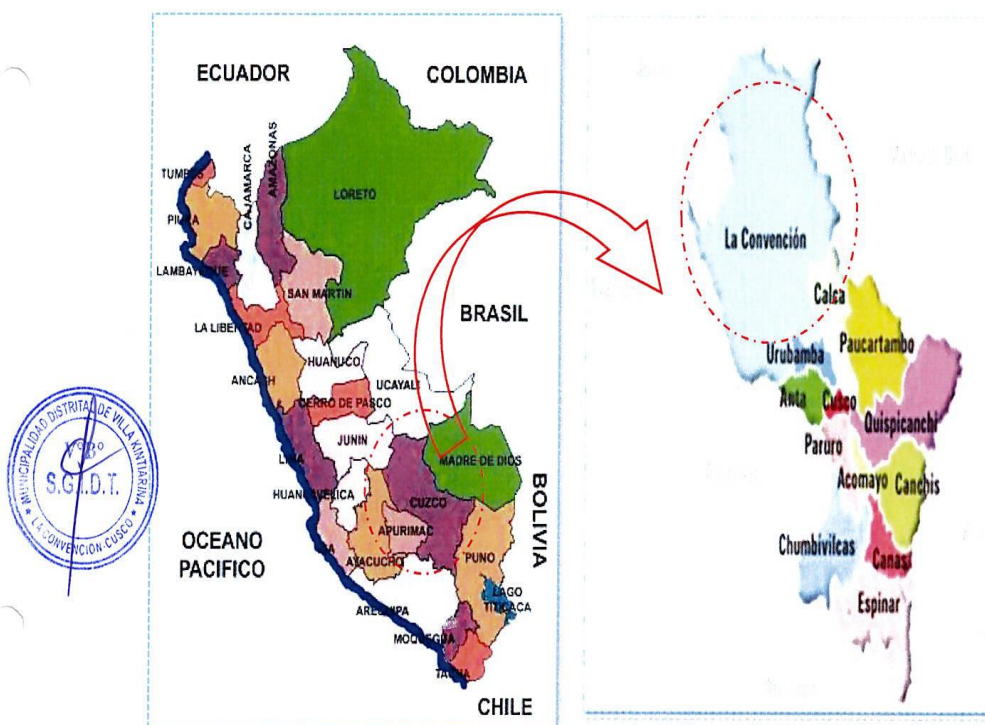 ECUADOR
COLOMBIA
TUMBES
PIURA
CAJAMARCA
AMAZONAS
LORETO
LAMBAYEQUE
SAN MARTIN
LA LIBERTAD
BRASIL
HUANUCO
ANCASH
UCAYALI
CERRO DE PASCO
JUNIN
LIMA
MADRE DE DIOS
HUANCAVELICA
CUZCO
BOLIVIA
APURIMAC
OCEANO
PACIFICO
AYACUCHO
PUNO
LAGO
TITICACA
AREQUIPA
MOQUEGUA
TACNA
CHILE
La Convención
Calca
Urubamba
Paucartambo
Anta
Cusco
Quispicanchi
Paruro
Acomayo
Canchis
Chumbivilcas
Canas
Espinar
MUNICIPALIDAD DISTRITAL DE VILLA KINTIARINA
V°B°
S.G.I.D.T.
LA CONVENCIÓN-CUSCO